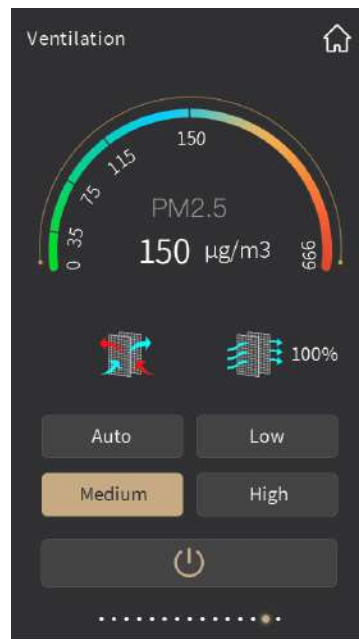 Ventilation
150
115
75
35
0
999
PM2.5
150 μg/m3
100%
Auto
Low
Medium
High